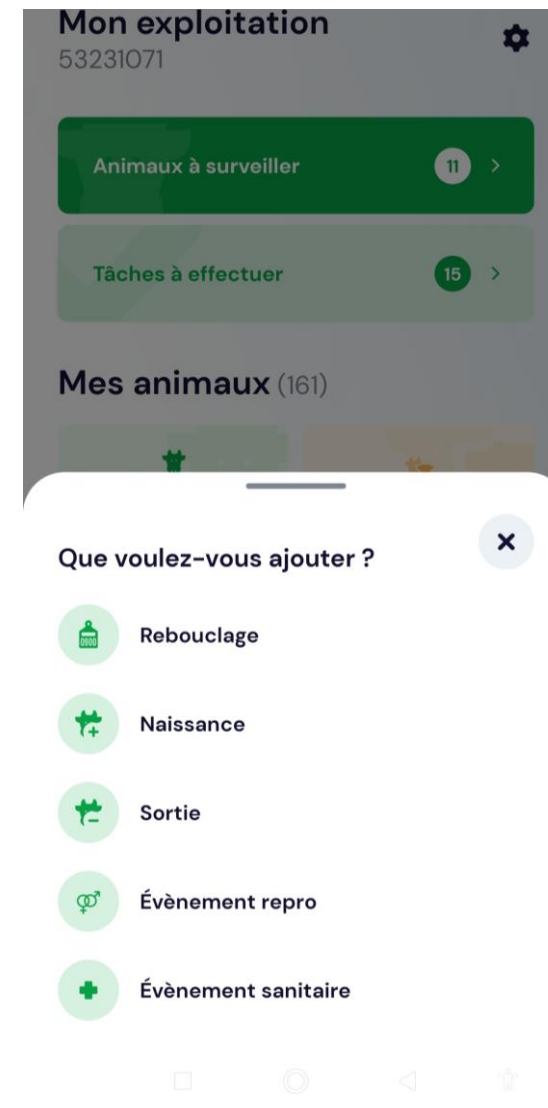 Mon exploitation
53231071
Animaux à surveiller 11
Tâches à effectuer 15
Mes animaux (161)
Que voulez-vous ajouter ?
0900
Rebouclage
Naissance
Sortie
Évènement repro
Évènement sanitaire